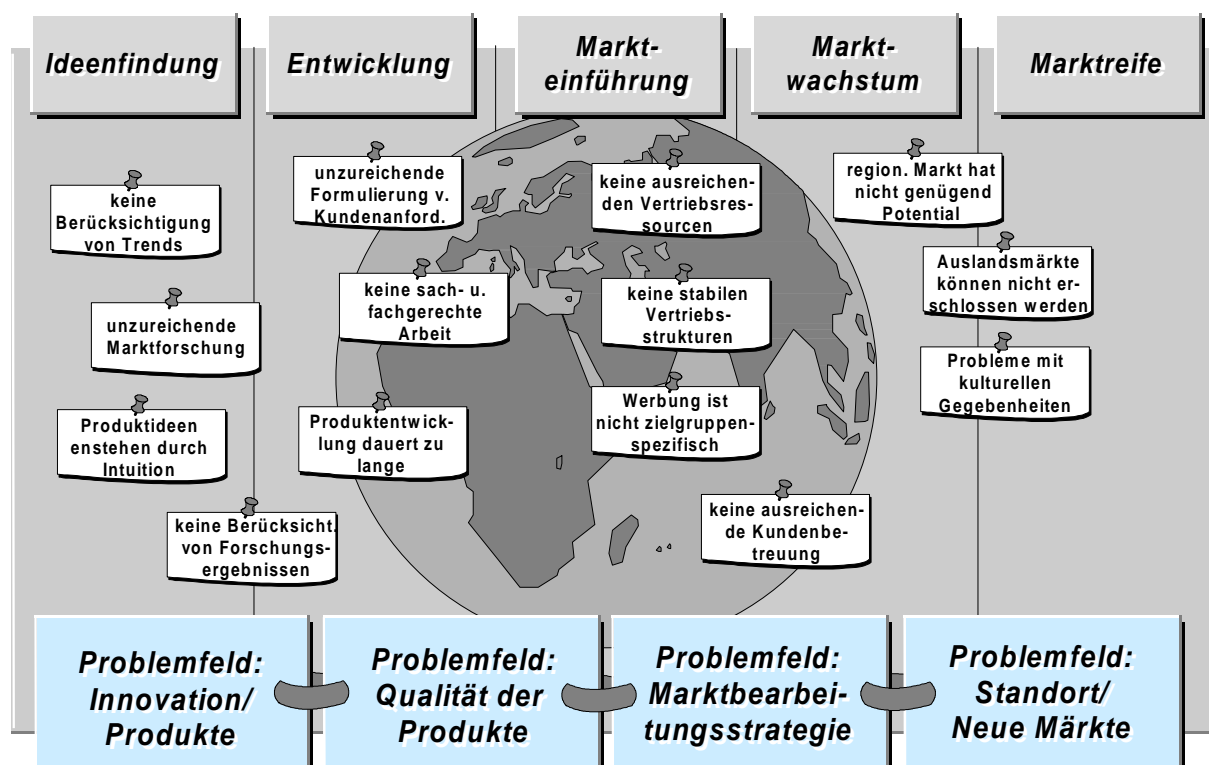 Ideenfindung
Entwicklung
Markt-
einführung
Markt-
wachstum
Marktreife
keine
Berücksichtigung
von Trends
unzureichende
Marktforschung
Produktideen
enstehen durch
Intuition
keine Berücksicht.
von Forschungs-
ergebnissen
unzureichende
Formulierung v.
Kundenanford.
keine sach- u.
fachgerechte
Arbeit
Produktentwick-
lung dauert zu
lange
keine ausreichen-
den Vertriebsres-
sourcen
keine stabilen
Vertriebs-
strukturen
Werbung ist
nicht zielgruppen-
spezifisch
keine ausreichen-
de Kundenbe-
treuung
region. Markt hat
nicht genügend
Potential
Auslandsmärkte
können nicht er-
schlossen werden
Probleme mit
kulturellen
Gegebenheiten
Problemfeld:
Innovation/
Produkte
Problemfeld:
Qualität der
Produkte
Problemfeld:
Marktbearbei-
tungsstrategie
Problemfeld:
Standort/
Neue Märkte